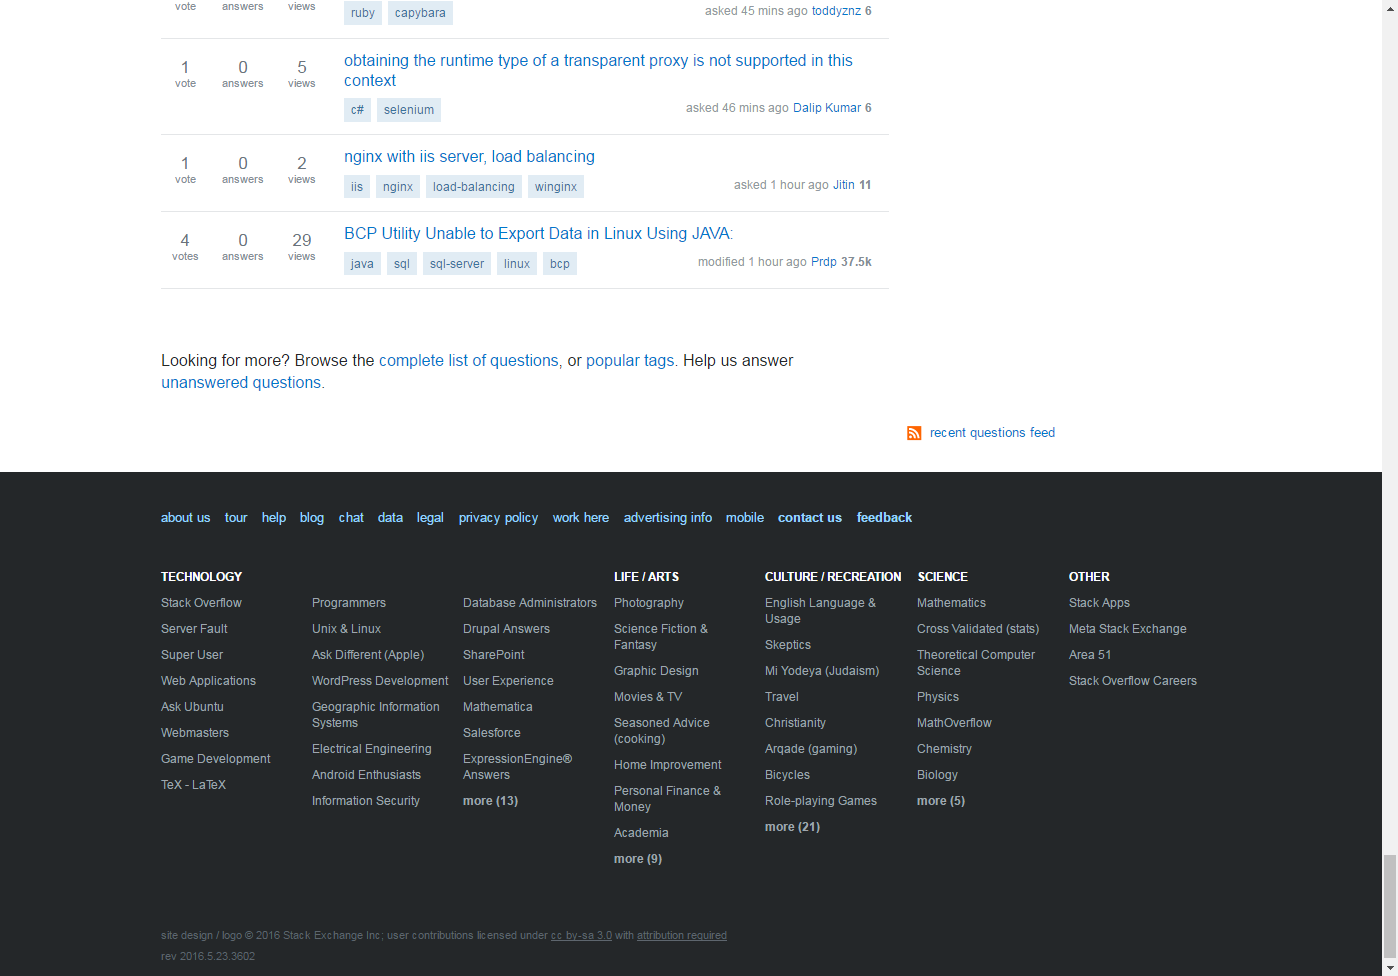 vote answers views
ruby capybara asked 45 mins ago toddyznz 6
1 vote 0 answers 5 views
obtaining the runtime type of a transparent proxy is not supported in this
context
c# selenium asked 46 mins ago Dalip Kumar 6
1 vote 0 answers 2 views
nginx with iis server, load balancing
iis nginx load-balancing winginx asked 1 hour ago Jitin 11
4 votes 0 answers 29 views
BCP Utility Unable to Export Data in Linux Using JAVA:
java sql sql-server linux bcp modified 1 hour ago Prdp 37.5k
Looking for more? Browse the complete list of questions, or popular tags. Help us answer
unanswered questions.
recent questions feed
about us tour help blog chat data legal privacy policy work here advertising info mobile contact us feedback
TECHNOLOGY
Stack Overflow
Server Fault
Super User
Web Applications
Ask Ubuntu
Webmasters
Game Development
TeX - LaTeX
Programmers
Unix & Linux
Ask Different (Apple)
WordPress Development
Geographic Information
Systems
Electrical Engineering
Android Enthusiasts
Information Security
Database Administrators
Drupal Answers
SharePoint
User Experience
Mathematica
Salesforce
ExpressionEngine®
Answers
more (13)
LIFE / ARTS
Photography
Science Fiction &
Fantasy
Graphic Design
Movies & TV
Seasoned Advice
(cooking)
Home Improvement
Personal Finance &
Money
Academia
more (9)
CULTURE / RECREATION
English Language &
Usage
Skeptics
Mi Yodeya (Judaism)
Travel
Christianity
Arqade (gaming)
Bicycles
Role-playing Games
more (21)
SCIENCE
Mathematics
Cross Validated (stats)
Theoretical Computer
Science
Physics
MathOverflow
Chemistry
Biology
more (5)
OTHER
Stack Apps
Meta Stack Exchange
Area 51
Stack Overflow Careers
site design / logo © 2016 Stack Exchange Inc; user contributions licensed under cc by-sa 3.0 with attribution required
rev 2016.5.23.3602